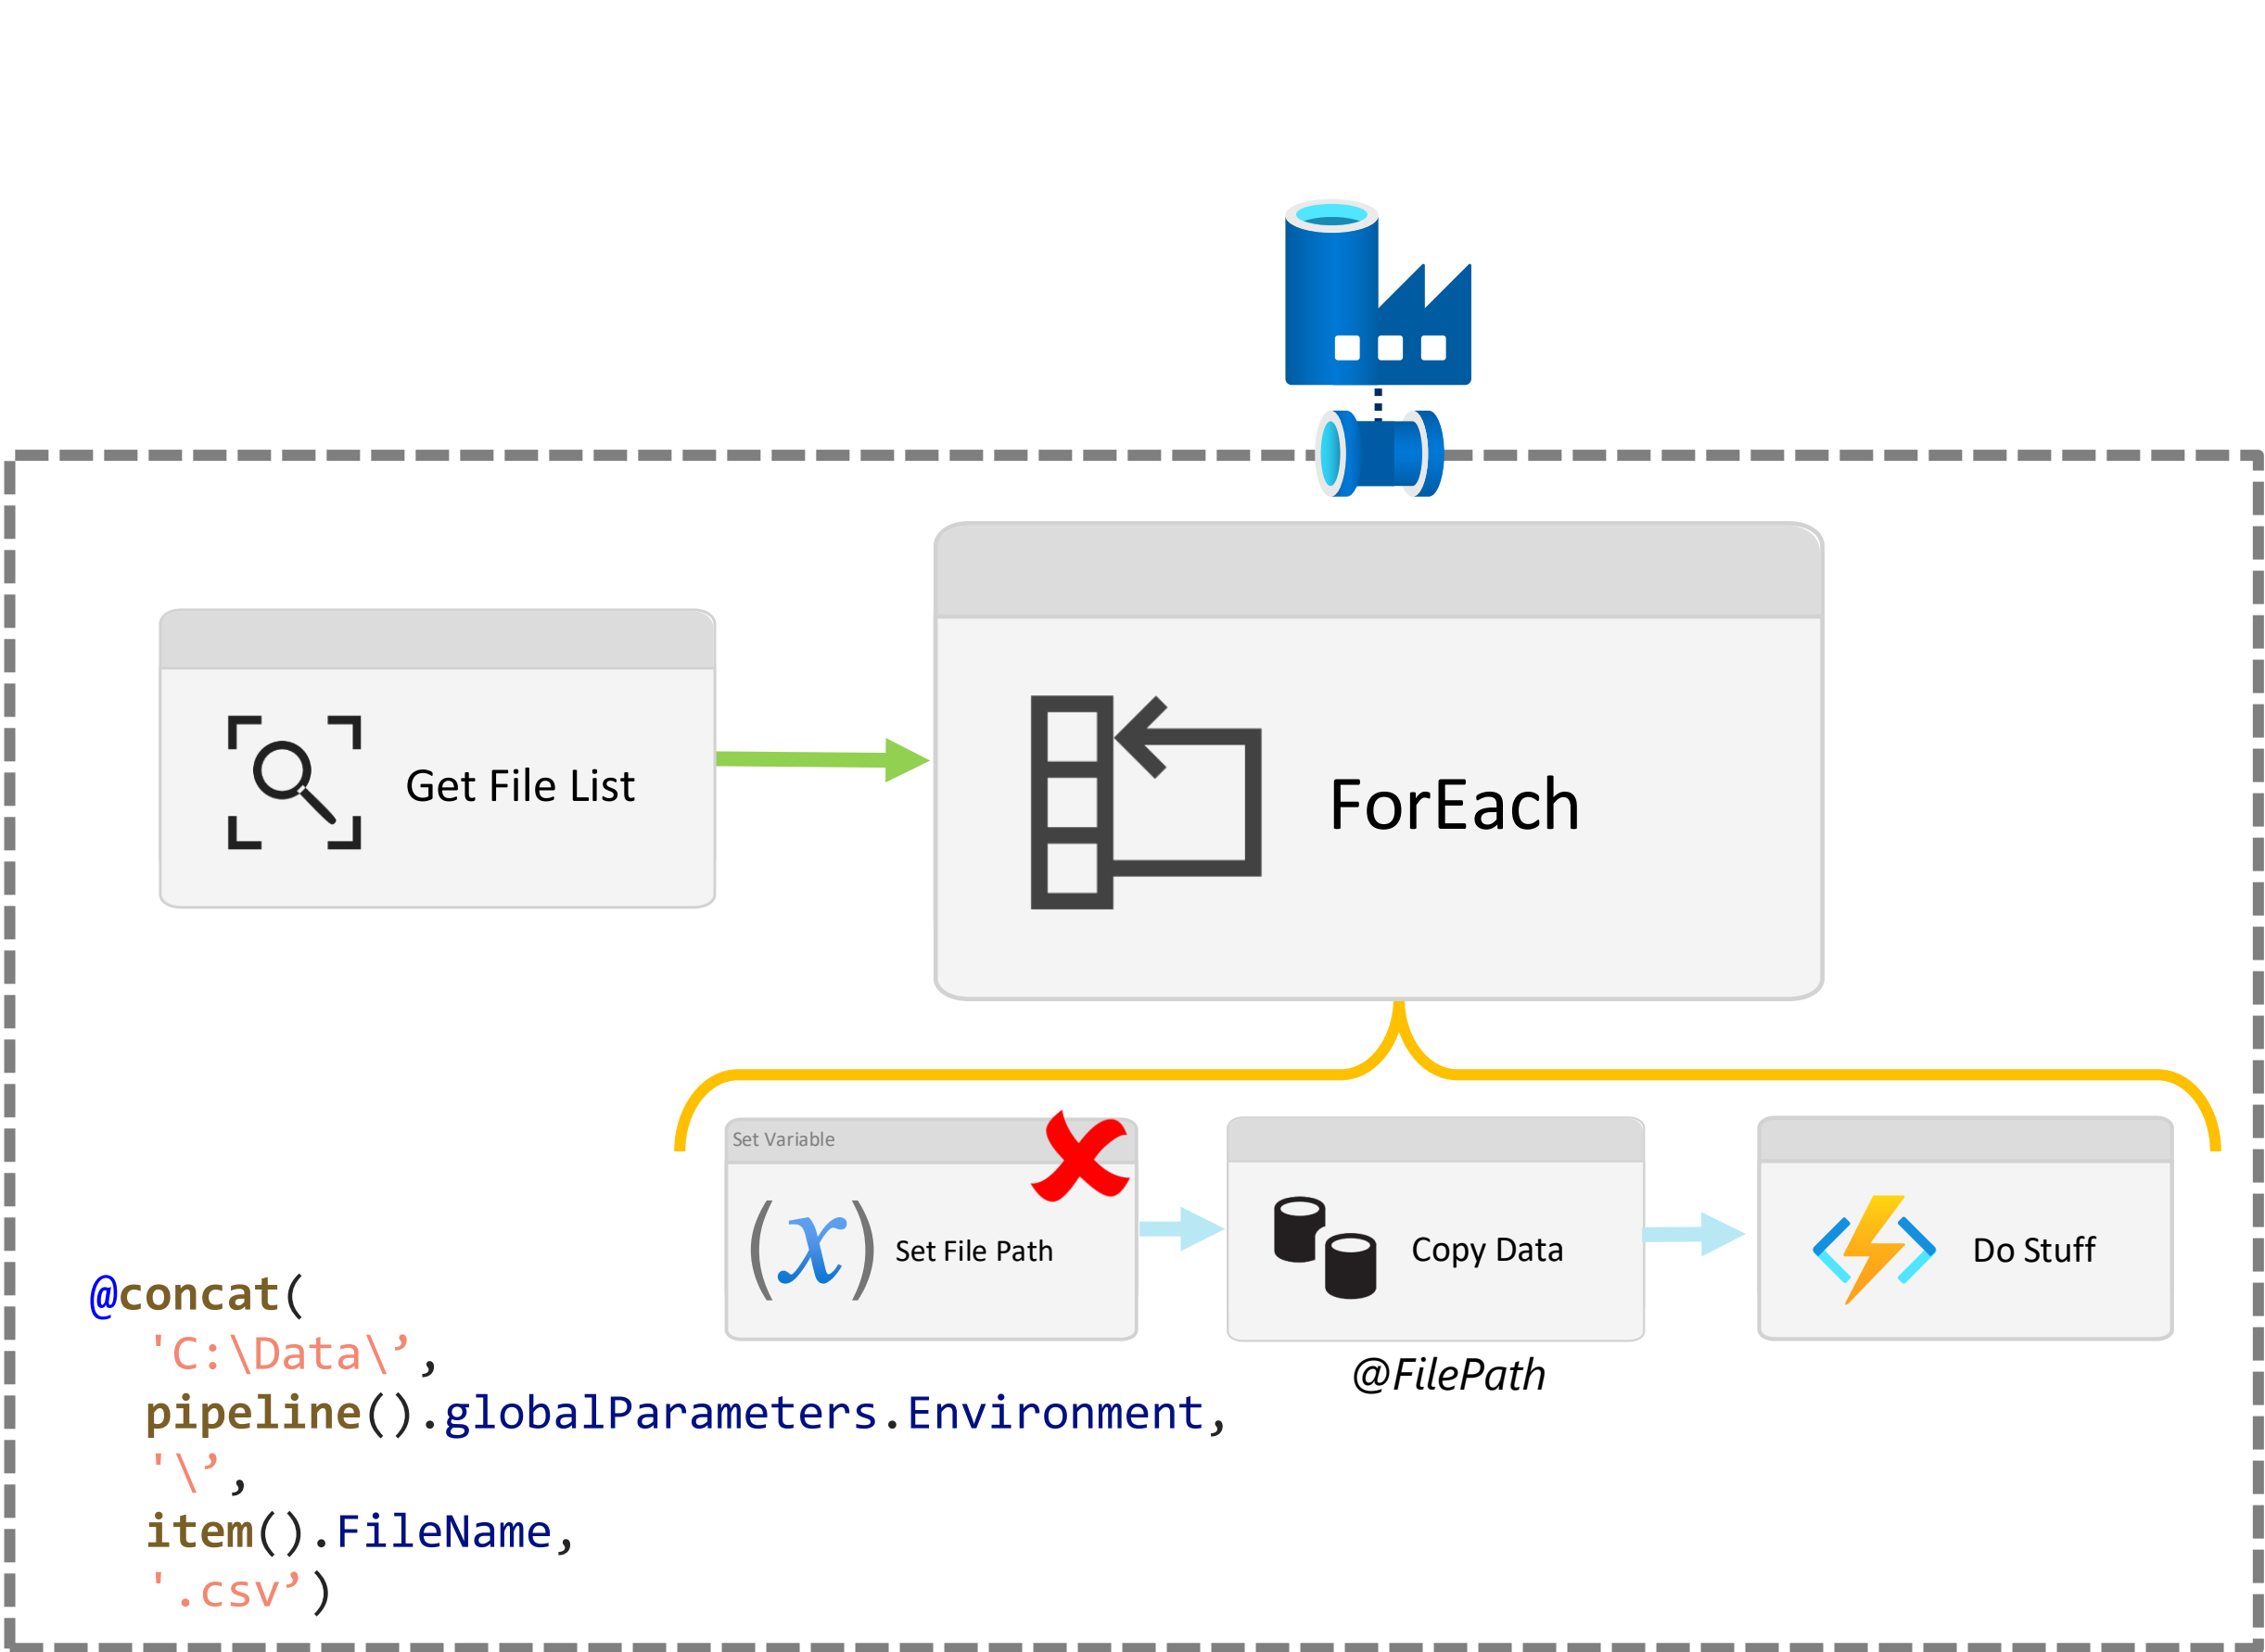 Get File List
ForEach
Set Variable
Set File Path
Copy Data
Do Stuff
@FilePath
@concat(
'C:\Data\’,
pipeline().globalParameters.Environment,
'\’,
item().FileName,
'.csv’)